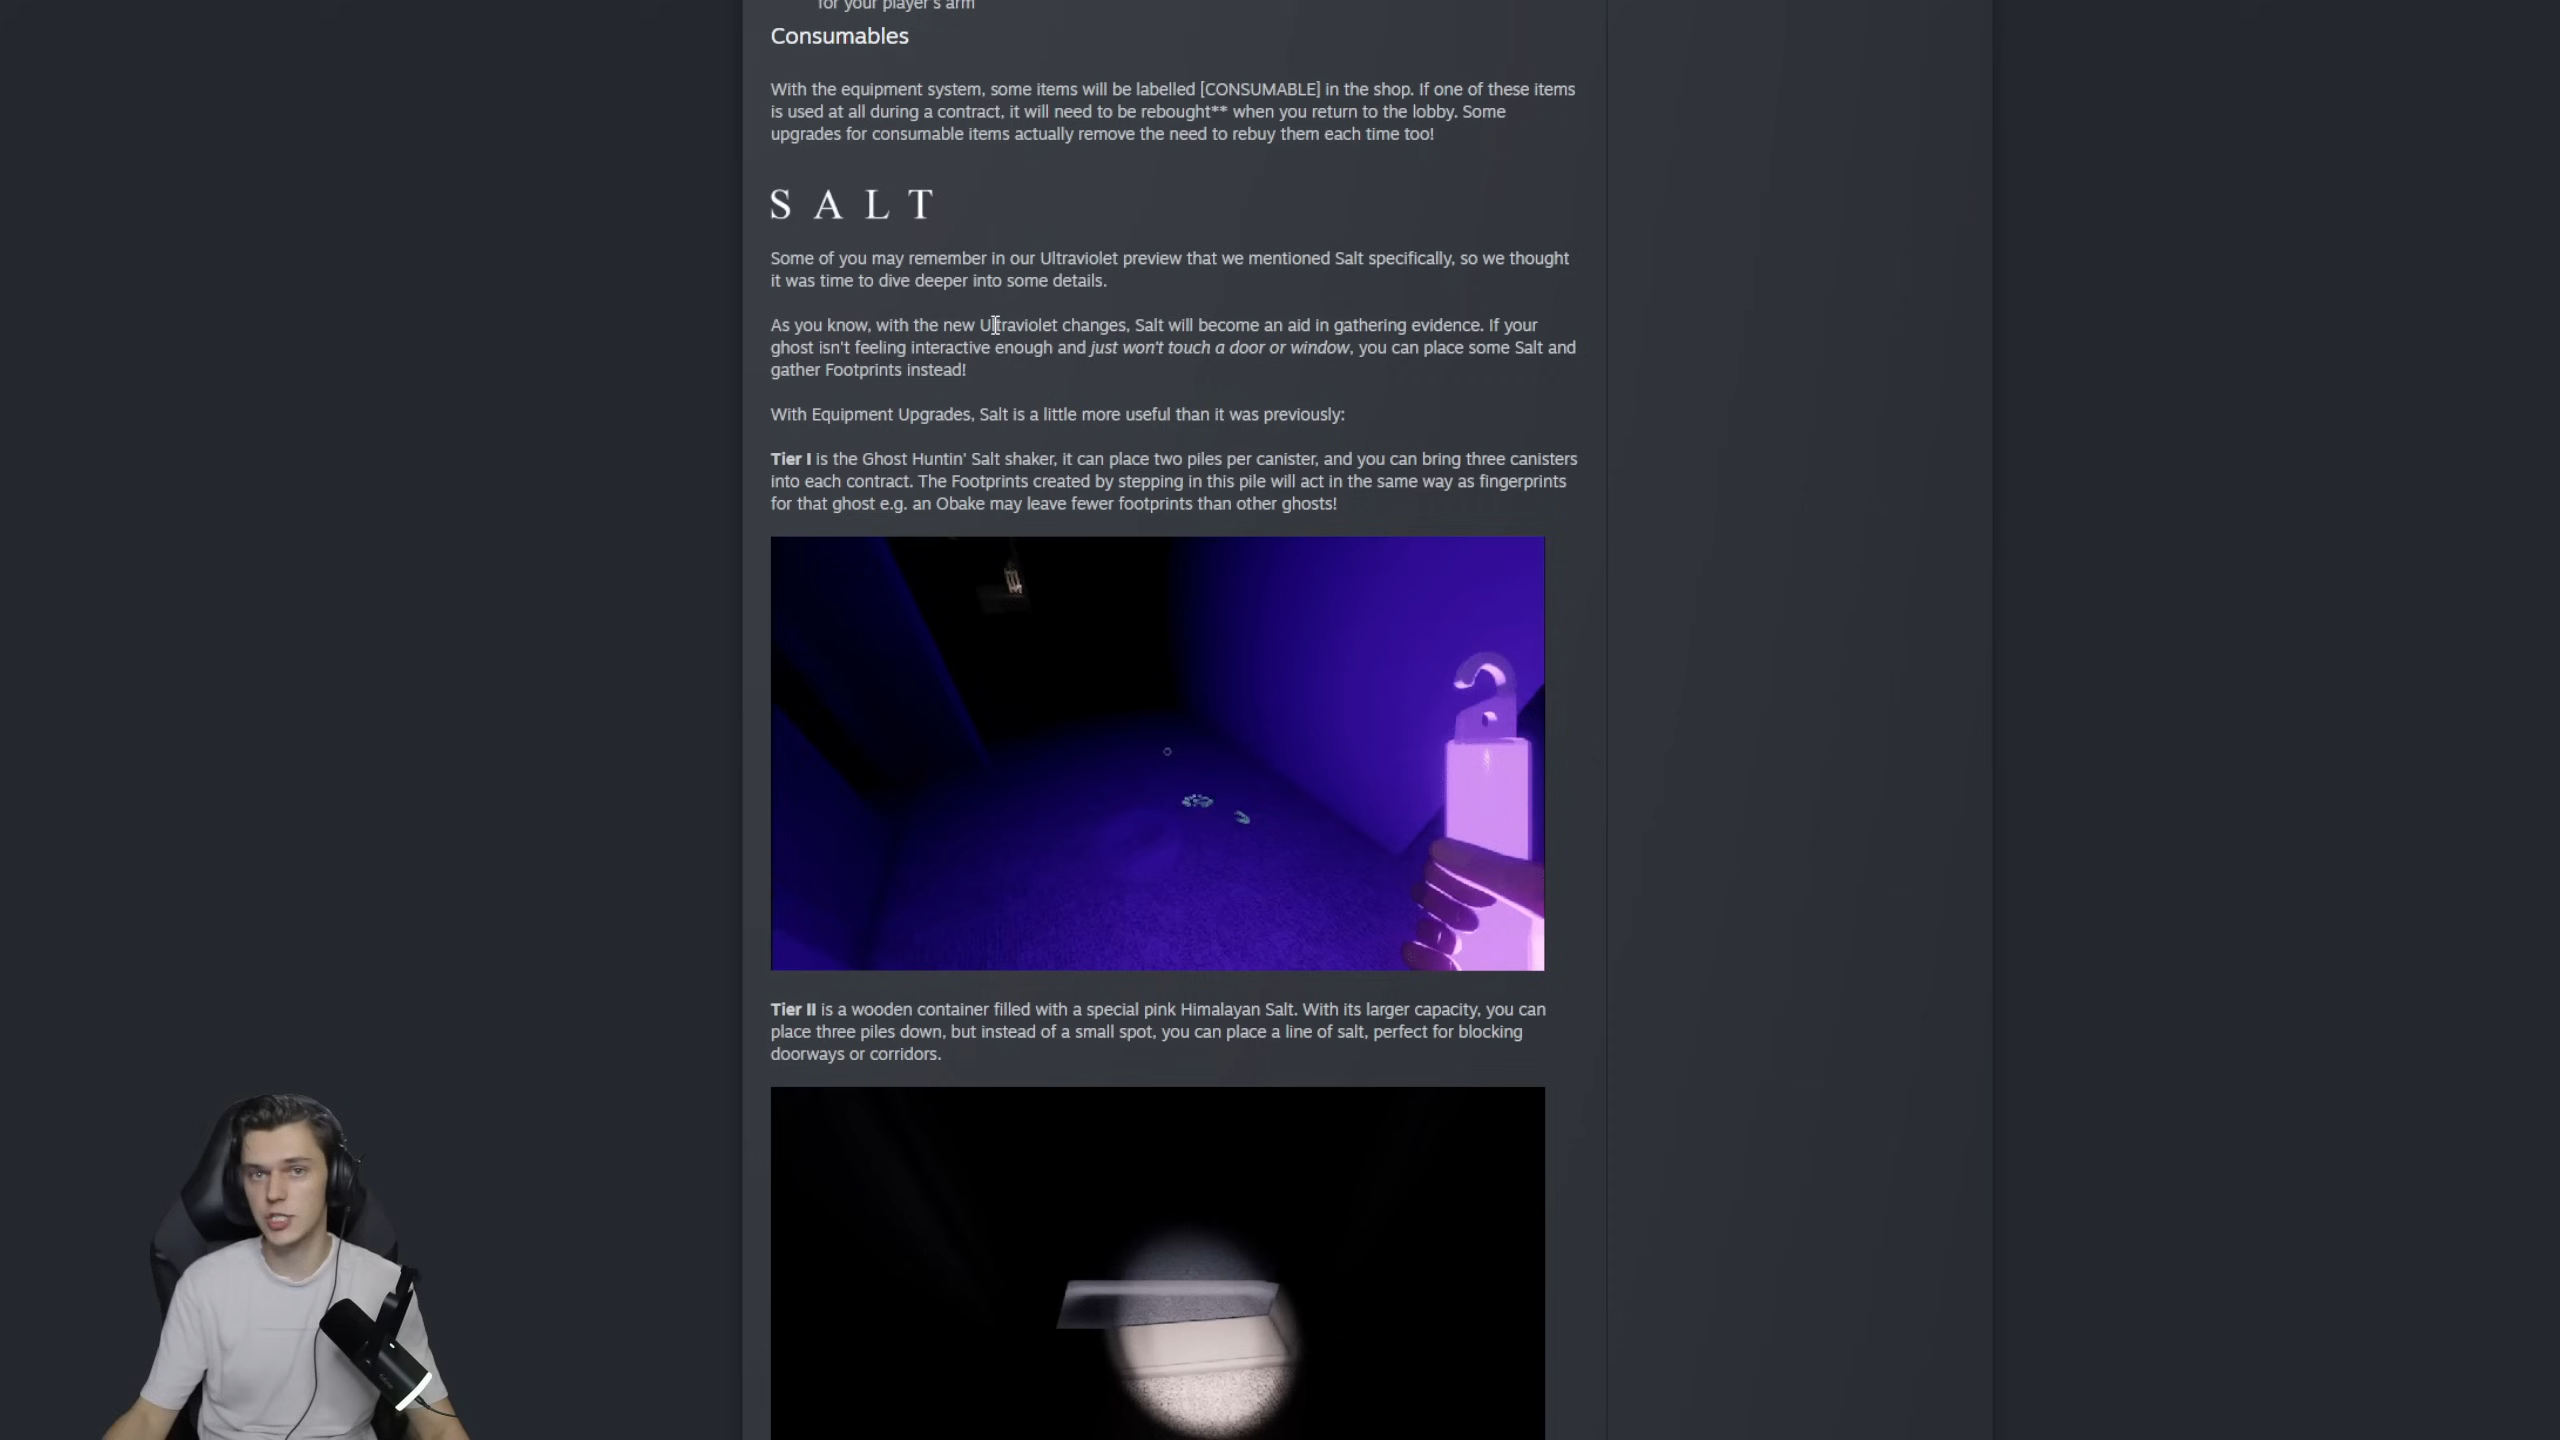 for your player's arm
Consumables
With the equipment system, some items will be labelled [CONSUMABLE] in the shop. If one of these items
is used at all during a contract, it will need to be rebought** when you return to the lobby. Some
upgrades for consumable items actually remove the need to rebuy them each time too!
SALT
Some of you may remember in our Ultraviolet preview that we mentioned Salt specifically, so we thought
it was time to dive deeper into some details.
As you know, with the new Ultraviolet changes, Salt will become an aid in gathering evidence. If your
ghost isn't feeling interactive enough and just won't touch a door or window, you can place some Salt and
gather Footprints instead!
With Equipment Upgrades, Salt is a little more useful than it was previously:
Tier I is the Ghost Huntin' Salt shaker, it can place two piles per canister, and you can bring three canisters
into each contract. The Footprints created by stepping in this pile will act in the same way as fingerprints
for that ghost e.g. an Obake may leave fewer footprints than other ghosts!
Tier II is a wooden container filled with a special pink Himalayan Salt. With its larger capacity, you can
place three piles down, but instead of a small spot, you can place a line of salt, perfect for blocking
doorways or corridors.